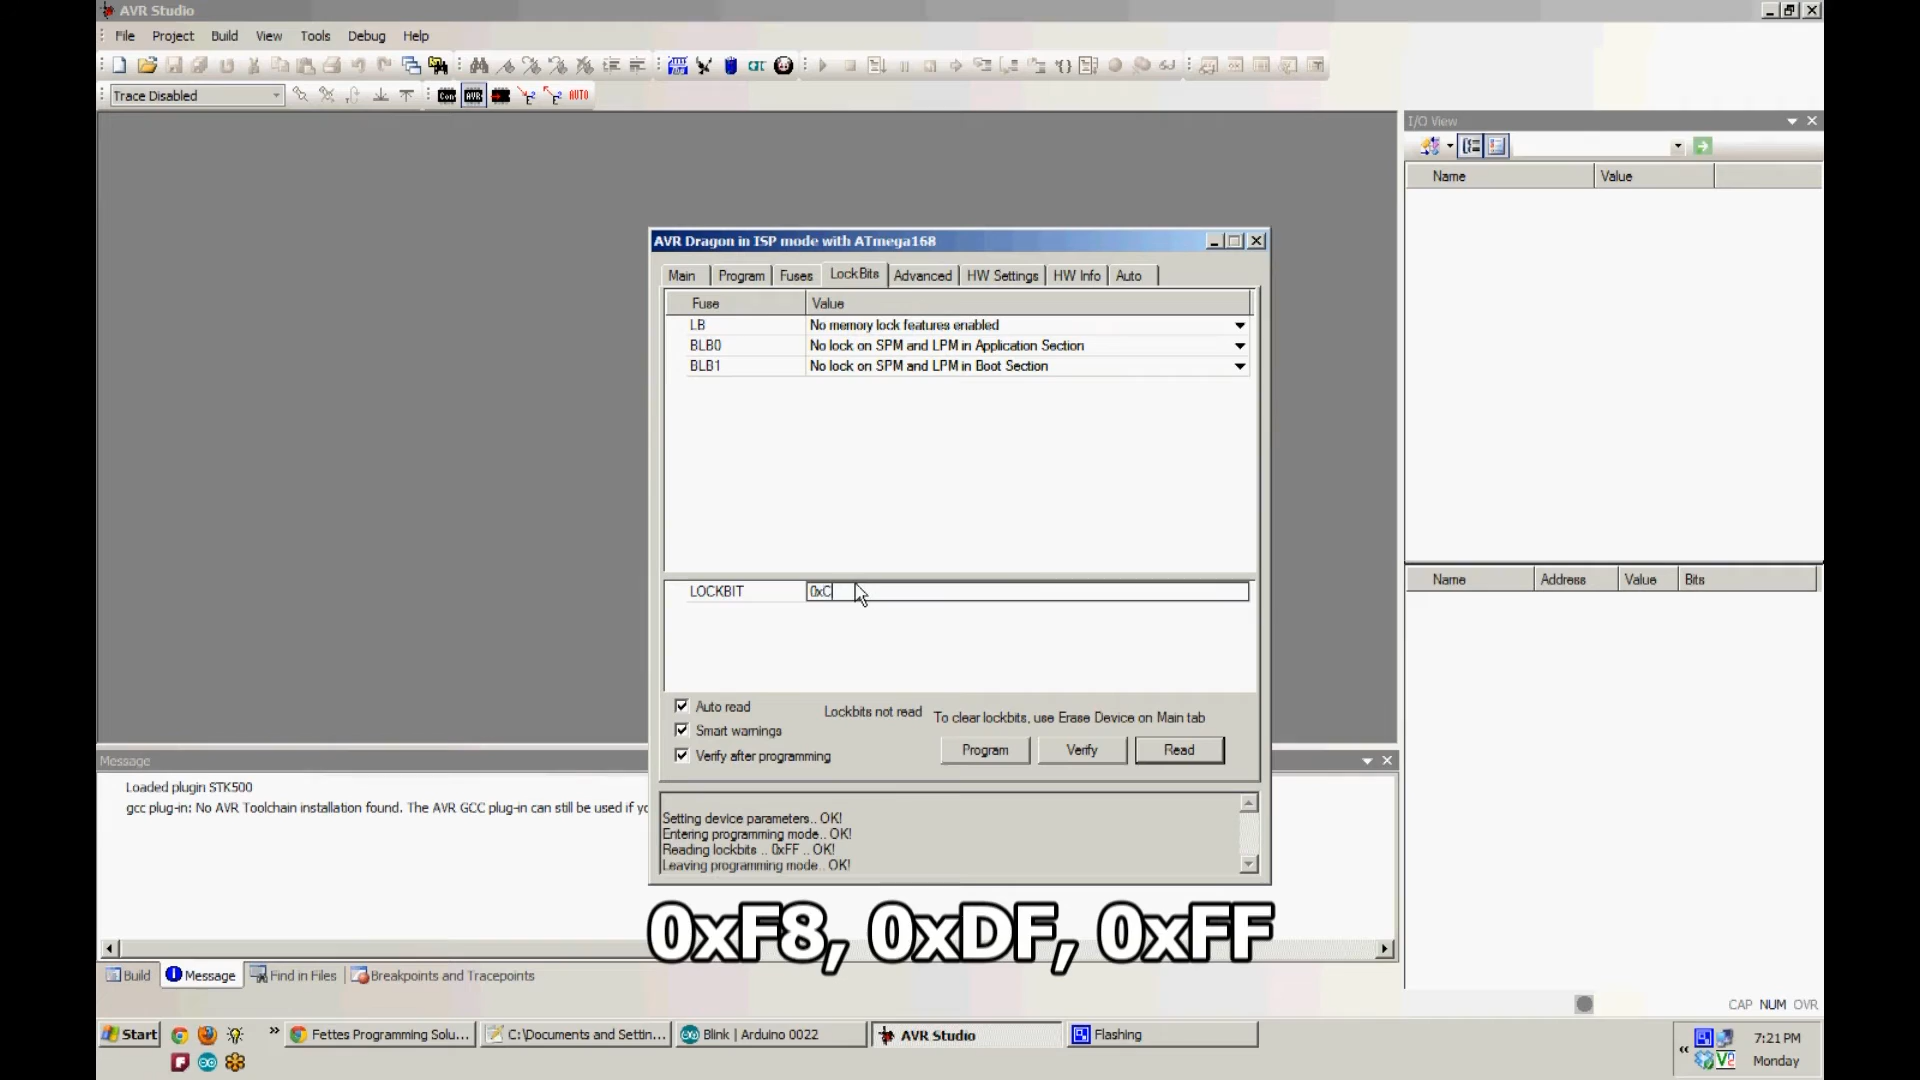 AVR Studio
File Project Build View Tools Debug Help
Trace Disabled
Con AVR AUTO
I/O View
Name Value
AVR Dragon in ISP mode with ATmega168
Main Program Fuses LockBits Advanced HW Settings HW Info Auto
Fuse Value
LB No memory lock features enabled
BLB0 No lock on SPM and LPM in Application Section
BLB1 No lock on SPM and LPM in Boot Section
Name Address Value Bits
LOCKBIT 0xC
Auto read
Smart warnings
Verify after programming
Lockbits not read
To clear lockbits, use Erase Device on Main tab
Program Verify Read
Message
Loaded plugin STK500
gcc plug-in: No AVR Toolchain installation found. The AVR GCC plug-in can still be used if yo
Setting device parameters.. OK!
Entering programming mode.. OK!
Reading lockbits .. 0xFF .. OK!
Leaving programming mode.. OK!
0xF8, 0xDF, 0xFF
Build Message Find in Files Breakpoints and Tracepoints
CAP NUM OVR
Start Fettes Programming Solu... C:\Documents and Settin... Blink | Arduino 0022 AVR Studio Flashing
7:21 PM
Monday